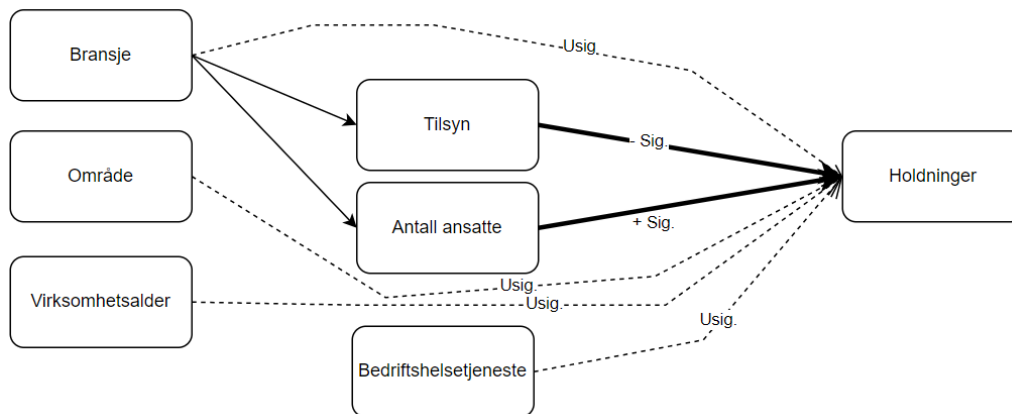 Bransje
Usig.
Tilsyn
- Sig.
Område
Holdninger
Antall ansatte
+ Sig.
Virksomhetsalder
Usig.
Usig.
Usig.
Bedriftshelsetjeneste